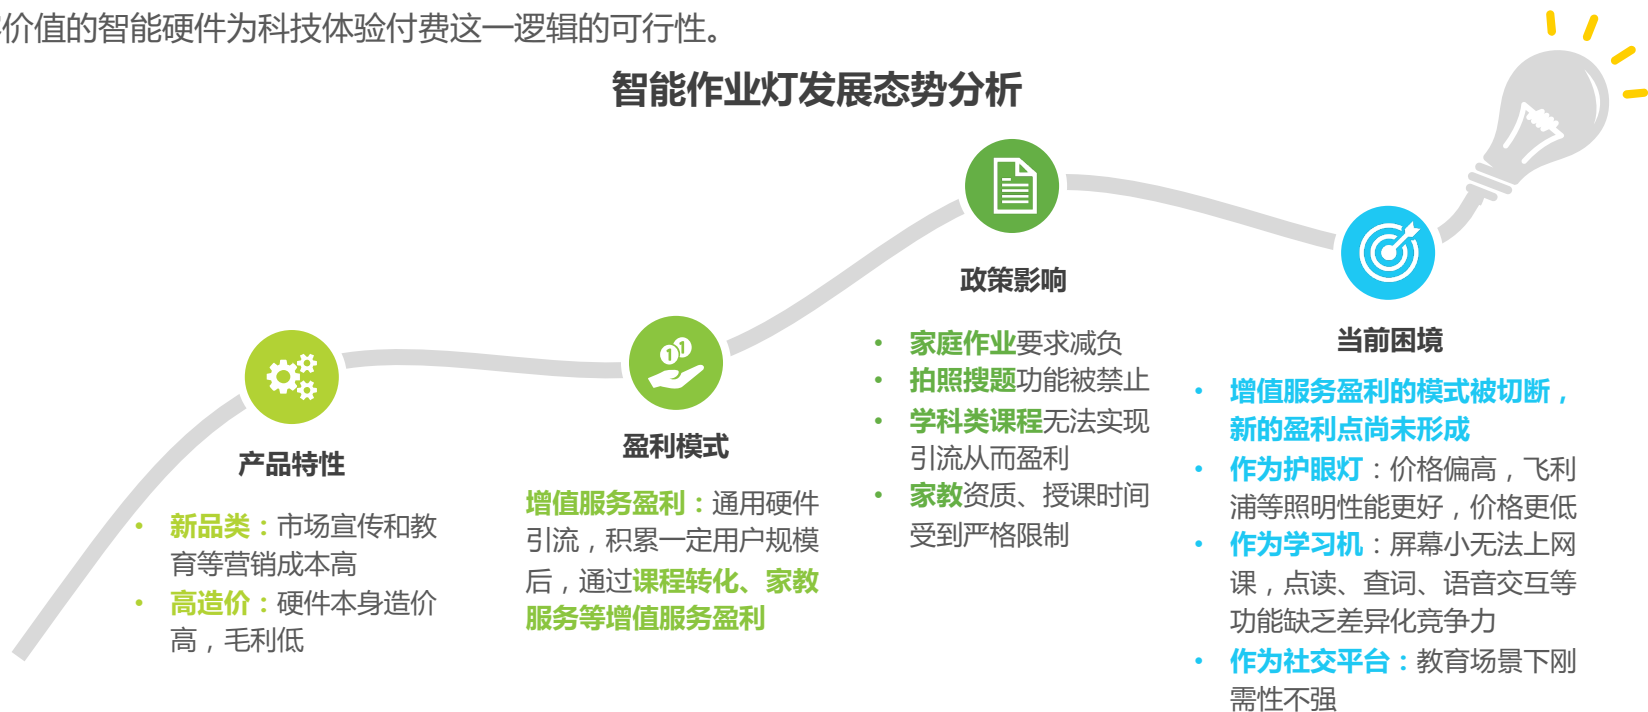 价值的智能硬件为科技体验付费这一逻辑的可行性。
智能作业灯发展态势分析
产品特性
• 新品类：市场宣传和教
育等营销成本高
• 高造价：硬件本身造价
高，毛利低
盈利模式
增值服务盈利：通用硬件
引流，积累一定用户规模
后，通过课程转化、家教
服务等增值服务盈利
政策影响
• 家庭作业要求减负
• 拍照搜题功能被禁止
• 学科类课程无法实现
引流从而盈利
• 家教资质、授课时间
受到严格限制
当前困境
• 增值服务盈利的模式被切断，
新的盈利点尚未形成
• 作为护眼灯：价格偏高，飞利
浦等照明性能更好，价格更低
• 作为学习机：屏幕小无法上网
课，点读、查词、语音交互等
功能缺乏差异化竞争力
• 作为社交平台：教育场景下刚
需性不强